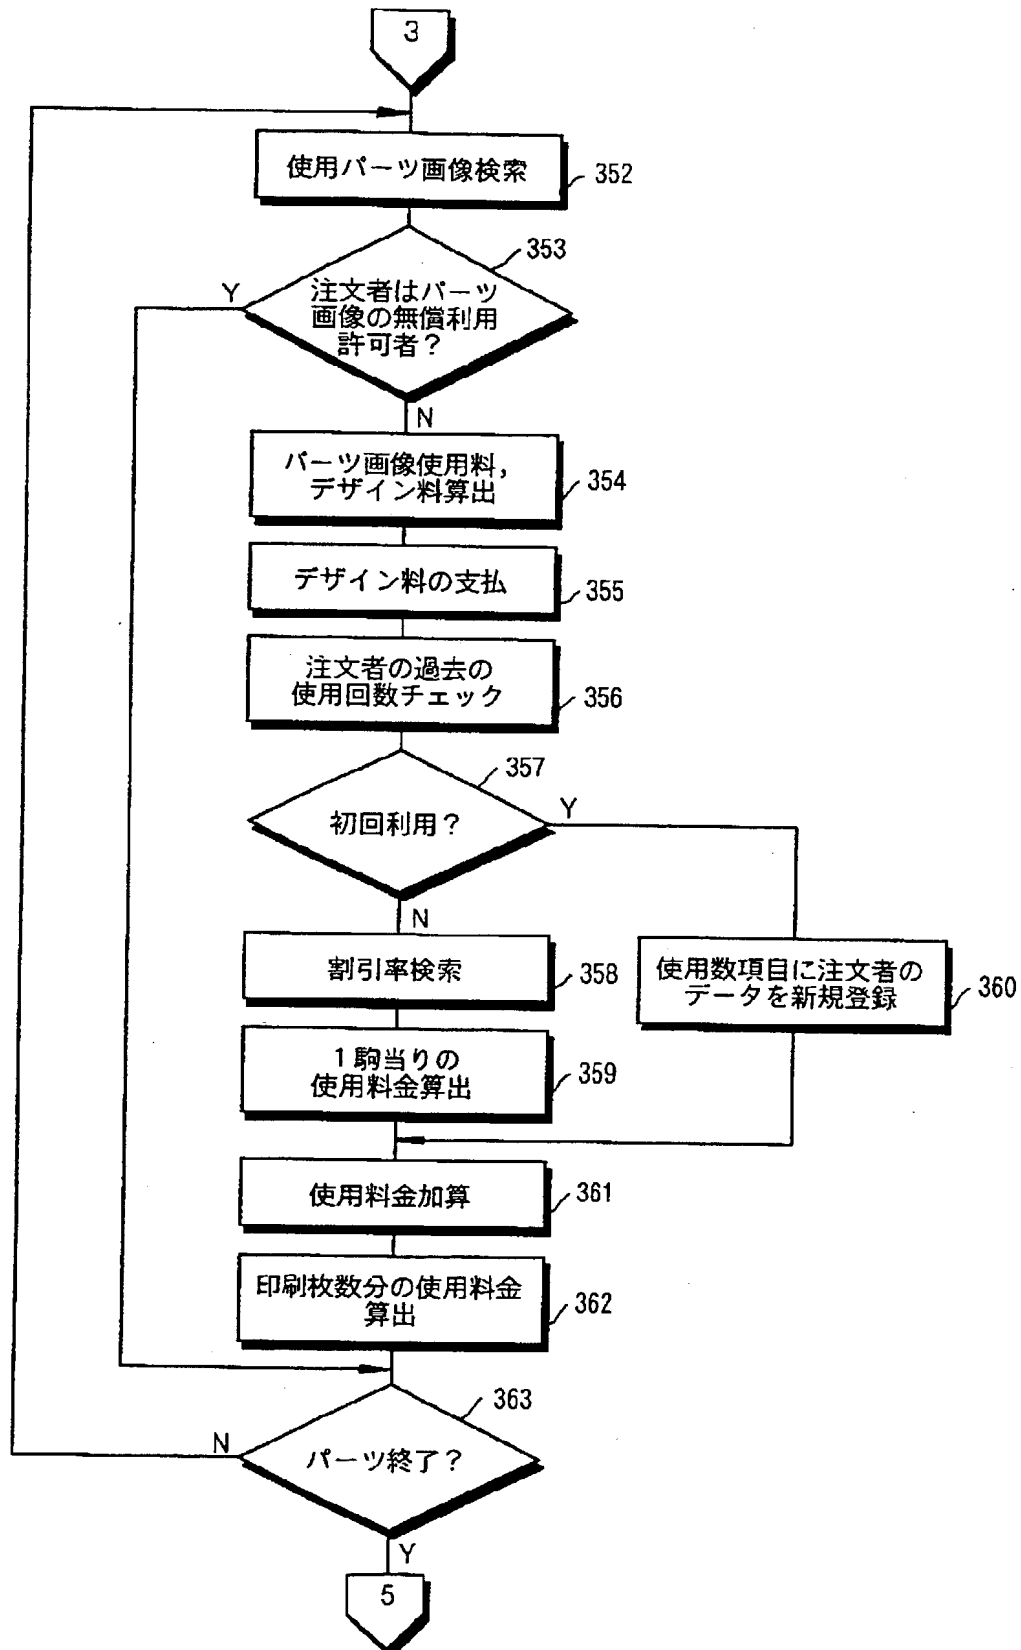 3
使用パーツ画像検索
352
353
Y
注文者はパーツ
画像の無償利用
許可者？
N
パーツ画像使用料，
デザイン料算出
354
デザイン料の支払
355
注文者の過去の
使用回数チェック
356
357
初回利用？
Y
N
割引率検索
358
使用数項目に注文者の
データを新規登録
360
1駒当りの
使用料金算出
359
使用料金加算
361
印刷枚数分の使用料金
算出
362
363
N
パーツ終了？
Y
5